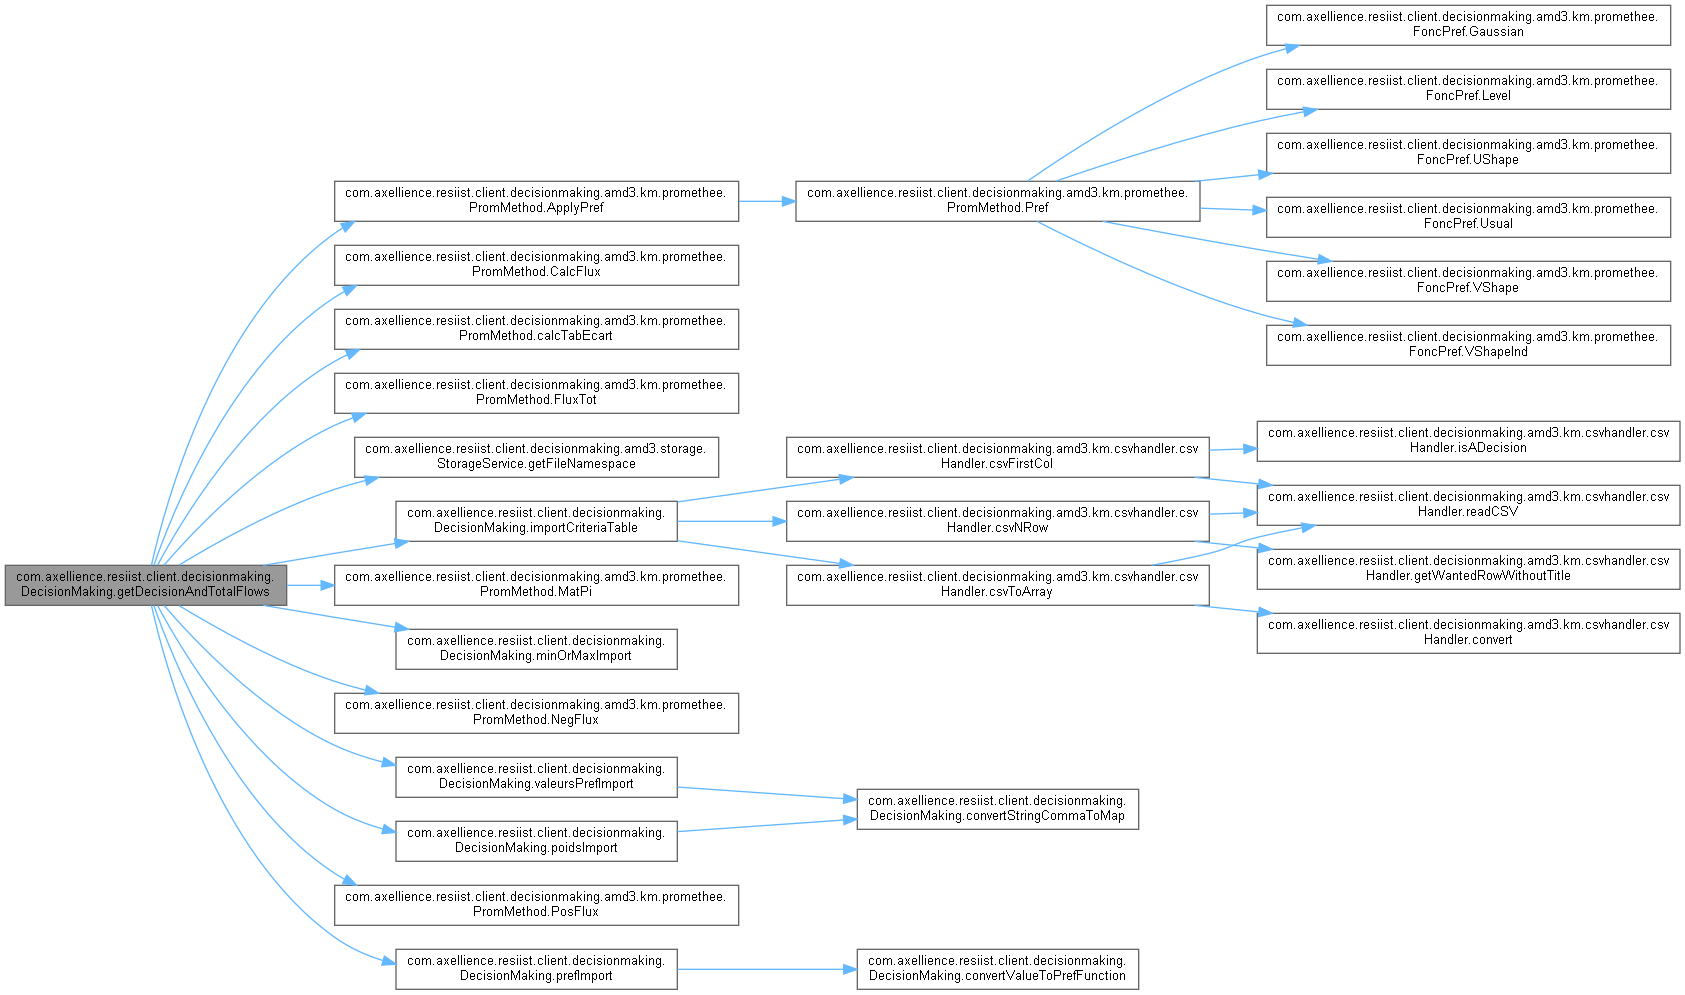 com.axellience.resiist.client.decisionmaking.
DecisionMaking.getDecisionAndTotalFlows
com.axellience.resiist.client.decisionmaking.amd3.km.promethee.
PromMethod.ApplyPref
com.axellience.resiist.client.decisionmaking.amd3.km.promethee.
PromMethod.CalcFlux
com.axellience.resiist.client.decisionmaking.amd3.km.promethee.
PromMethod.calcTabEcart
com.axellience.resiist.client.decisionmaking.amd3.km.promethee.
PromMethod.FluxTot
com.axellience.resiist.client.decisionmaking.amd3.storage.
StorageService.getFileNamespace
com.axellience.resiist.client.decisionmaking.
DecisionMaking.importCriteriaTable
com.axellience.resiist.client.decisionmaking.amd3.km.promethee.
PromMethod.MatPi
com.axellience.resiist.client.decisionmaking.
DecisionMaking.minOrMaxImport
com.axellience.resiist.client.decisionmaking.amd3.km.promethee.
PromMethod.NegFlux
com.axellience.resiist.client.decisionmaking.
DecisionMaking.valeursPrefImport
com.axellience.resiist.client.decisionmaking.
DecisionMaking.poidsImport
com.axellience.resiist.client.decisionmaking.amd3.km.promethee.
PromMethod.PosFlux
com.axellience.resiist.client.decisionmaking.
DecisionMaking.prefImport
com.axellience.resiist.client.decisionmaking.amd3.km.promethee.
PromMethod.Pref
com.axellience.resiist.client.decisionmaking.amd3.km.csvhandler.csv
Handler.csvFirstCol
com.axellience.resiist.client.decisionmaking.amd3.km.csvhandler.csv
Handler.csvNRow
com.axellience.resiist.client.decisionmaking.amd3.km.csvhandler.csv
Handler.csvToArray
com.axellience.resiist.client.decisionmaking.
DecisionMaking.convertStringCommaToMap
com.axellience.resiist.client.decisionmaking.
DecisionMaking.convertValueToPrefFunction
com.axellience.resiist.client.decisionmaking.amd3.km.promethee.
FoncPref.Gaussian
com.axellience.resiist.client.decisionmaking.amd3.km.promethee.
FoncPref.Level
com.axellience.resiist.client.decisionmaking.amd3.km.promethee.
FoncPref.UShape
com.axellience.resiist.client.decisionmaking.amd3.km.promethee.
FoncPref.Usual
com.axellience.resiist.client.decisionmaking.amd3.km.promethee.
FoncPref.VShape
com.axellience.resiist.client.decisionmaking.amd3.km.promethee.
FoncPref.VShapeInd
com.axellience.resiist.client.decisionmaking.amd3.km.csvhandler.csv
Handler.isADecision
com.axellience.resiist.client.decisionmaking.amd3.km.csvhandler.csv
Handler.readCSV
com.axellience.resiist.client.decisionmaking.amd3.km.csvhandler.csv
Handler.getWantedRowWithoutTitle
com.axellience.resiist.client.decisionmaking.amd3.km.csvhandler.csv
Handler.convert